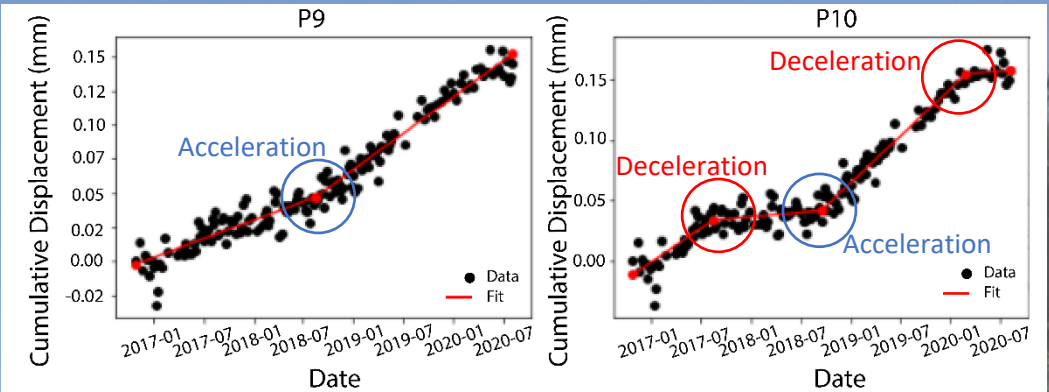 P9
Cumulative Displacement (mm)
0.15
0.12
0.10
0.07
0.05
0.02
0.00
-0.02
Acceleration
Data
Fit
2017-01
2017-07
2018-01
2018-07
2019-01
2019-07
2020-01
2020-07
Date
P10
Cumulative Displacement (mm)
0.15
0.10
0.05
0.00
Deceleration
Deceleration
Acceleration
Data
Fit
2017-01
2017-07
2018-01
2018-07
2019-01
2019-07
2020-01
2020-07
Date